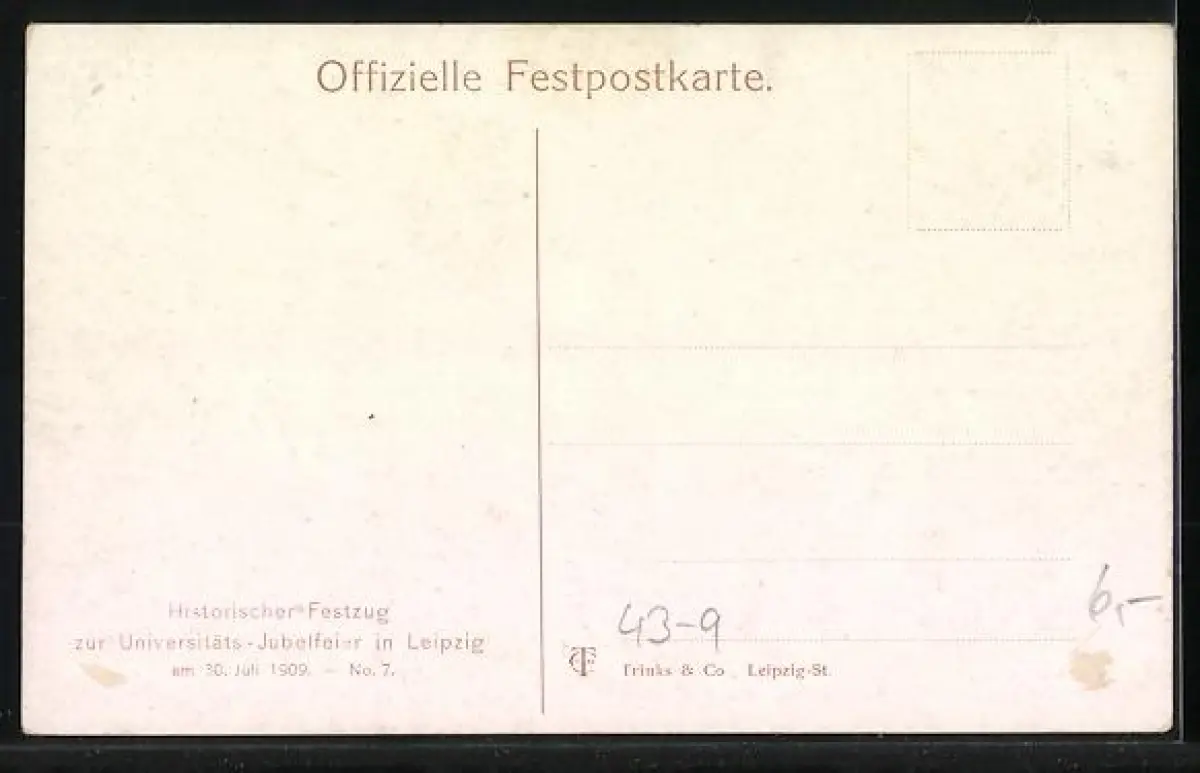 Offizielle Festpostkarte.
Historischer Festzug
zur Universitäts-Jubelfeier in Leipzig
am 30. Juli 1909. — No. 7.
43-9
6,-
Trinks & Co., Leipzig-St.